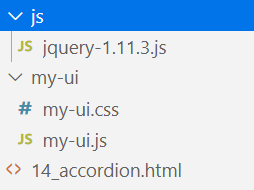 js
JS jquery-1.11.3.js
my-ui
# my-ui.css
JS my-ui.js
<> 14_accordion.html